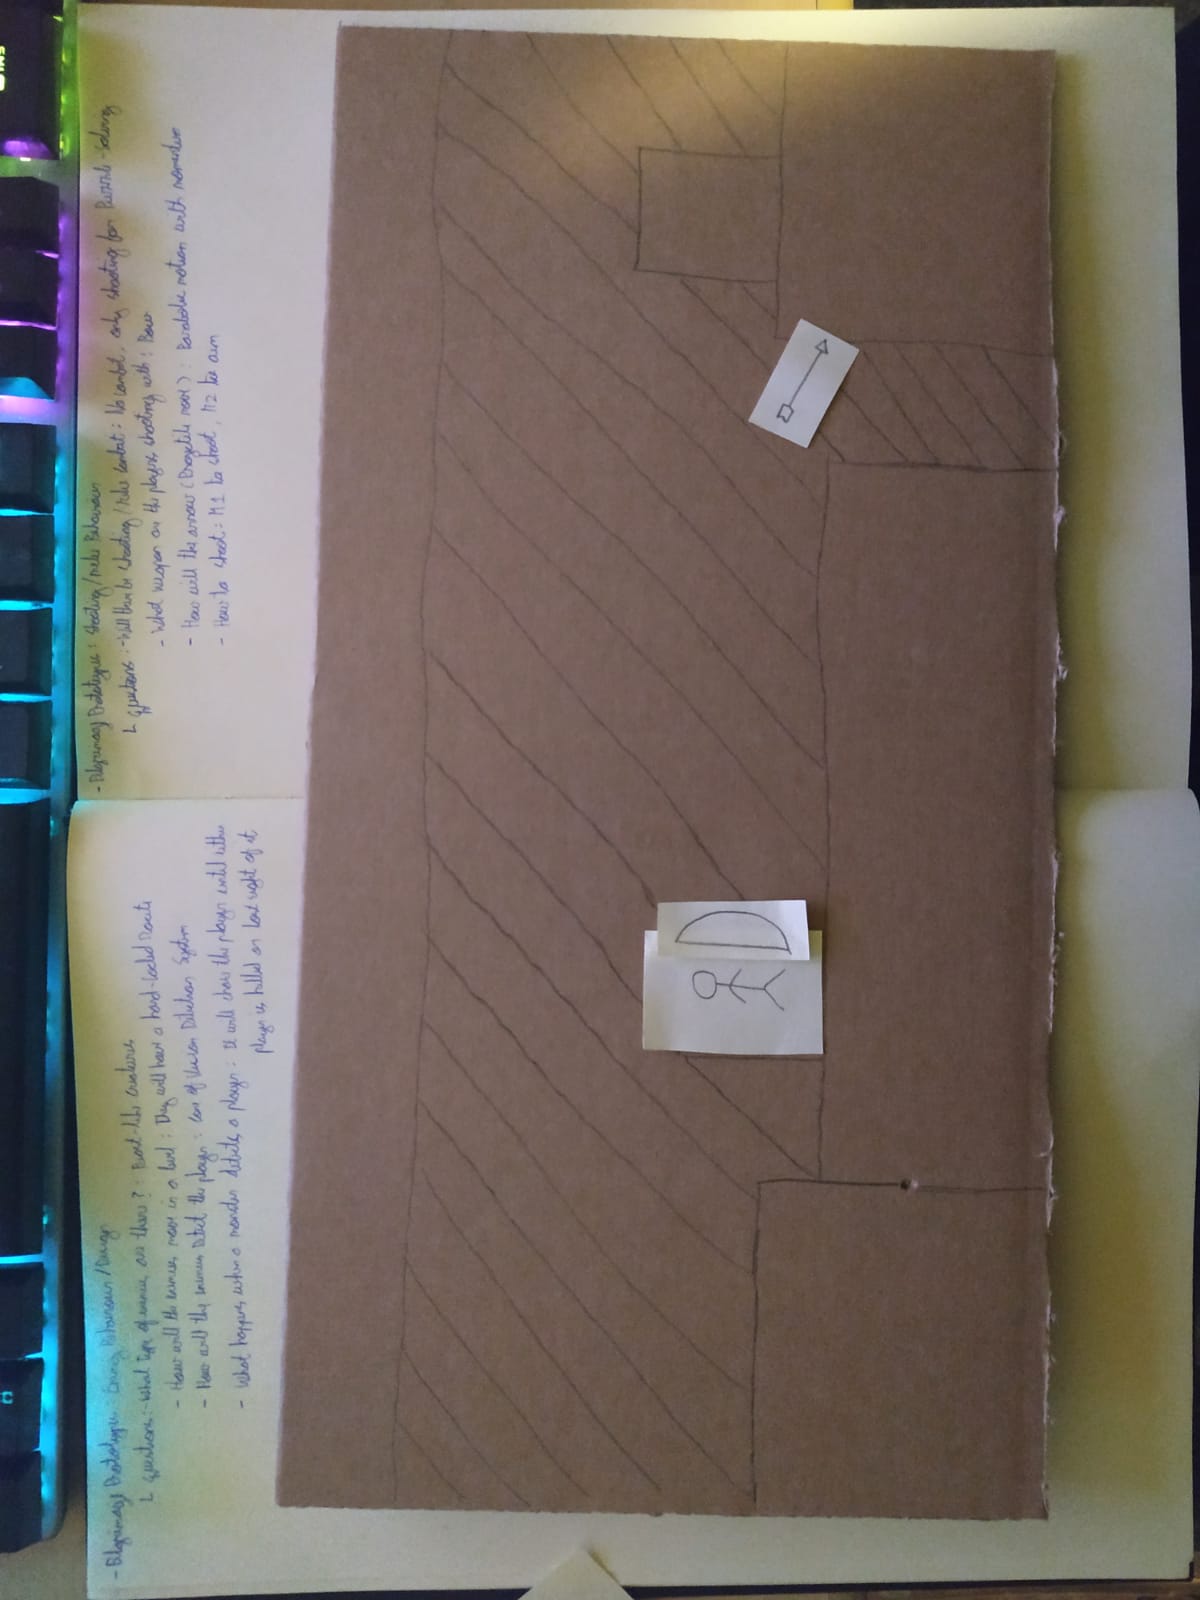 - Pilgrimage Prototypes : Enemy Behaviour / Design
↳ Questions : - What type of enemies are there ? : Beast-like creatures
- How will the enemies move in a level : They will have a hard-coded Route
- How will the enemies Detect the player : Cone of Vision Detection System
- What happens when a monster detects a player : It will chase the player until either
player is killed or lost sight of it
- Pilgrimage Prototypes : Shooting / melee Behaviour
↳ Questions : - Will there be shooting / melee combat : No combat, only shooting for Puzzle-Solving
- What weapon are the players shooting with : Bow
- How will the arrow (Projectile move) : Parabolic motion with momentum
- How to shoot : M1 to shoot, M2 to aim